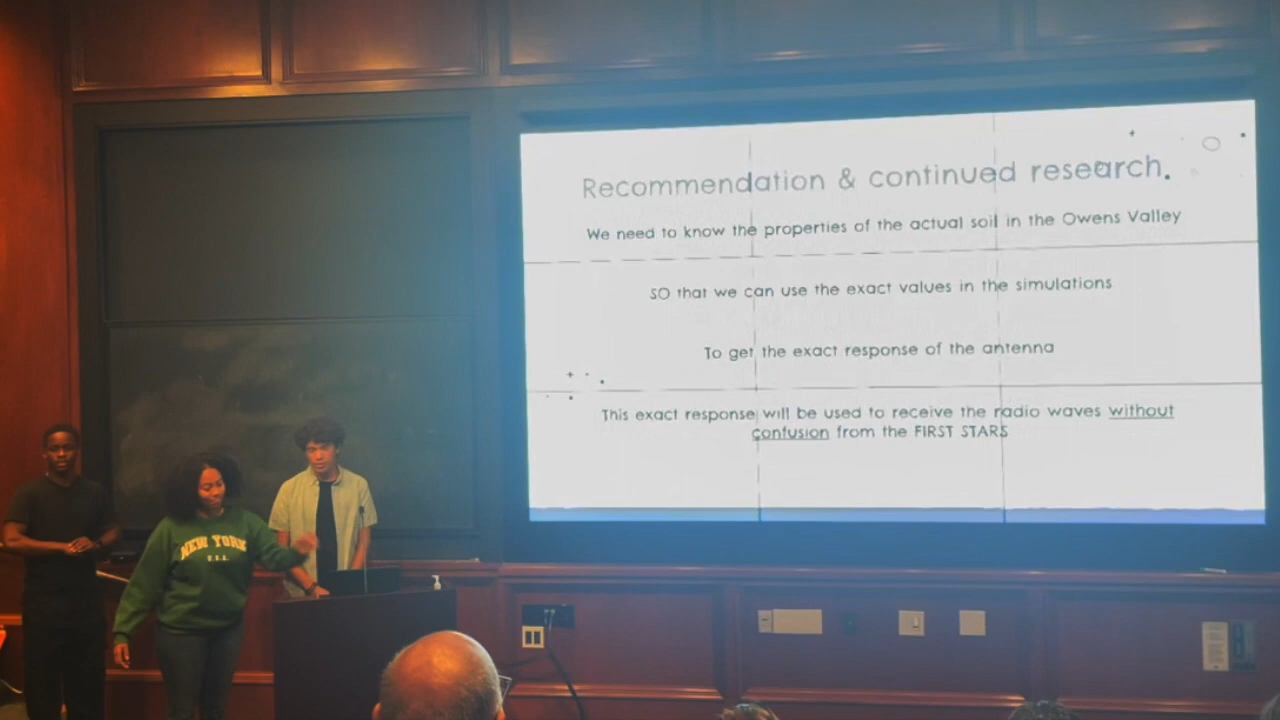 Recommendation & continued research.
We need to know the properties of the actual soil in the Owens Valley
SO that we can use the exact values in the simulations
To get the exact response of the antenna
This exact response will be used to receive the radio waves without
confusion from the FIRST STARS
NEW YORK
U.S.A.